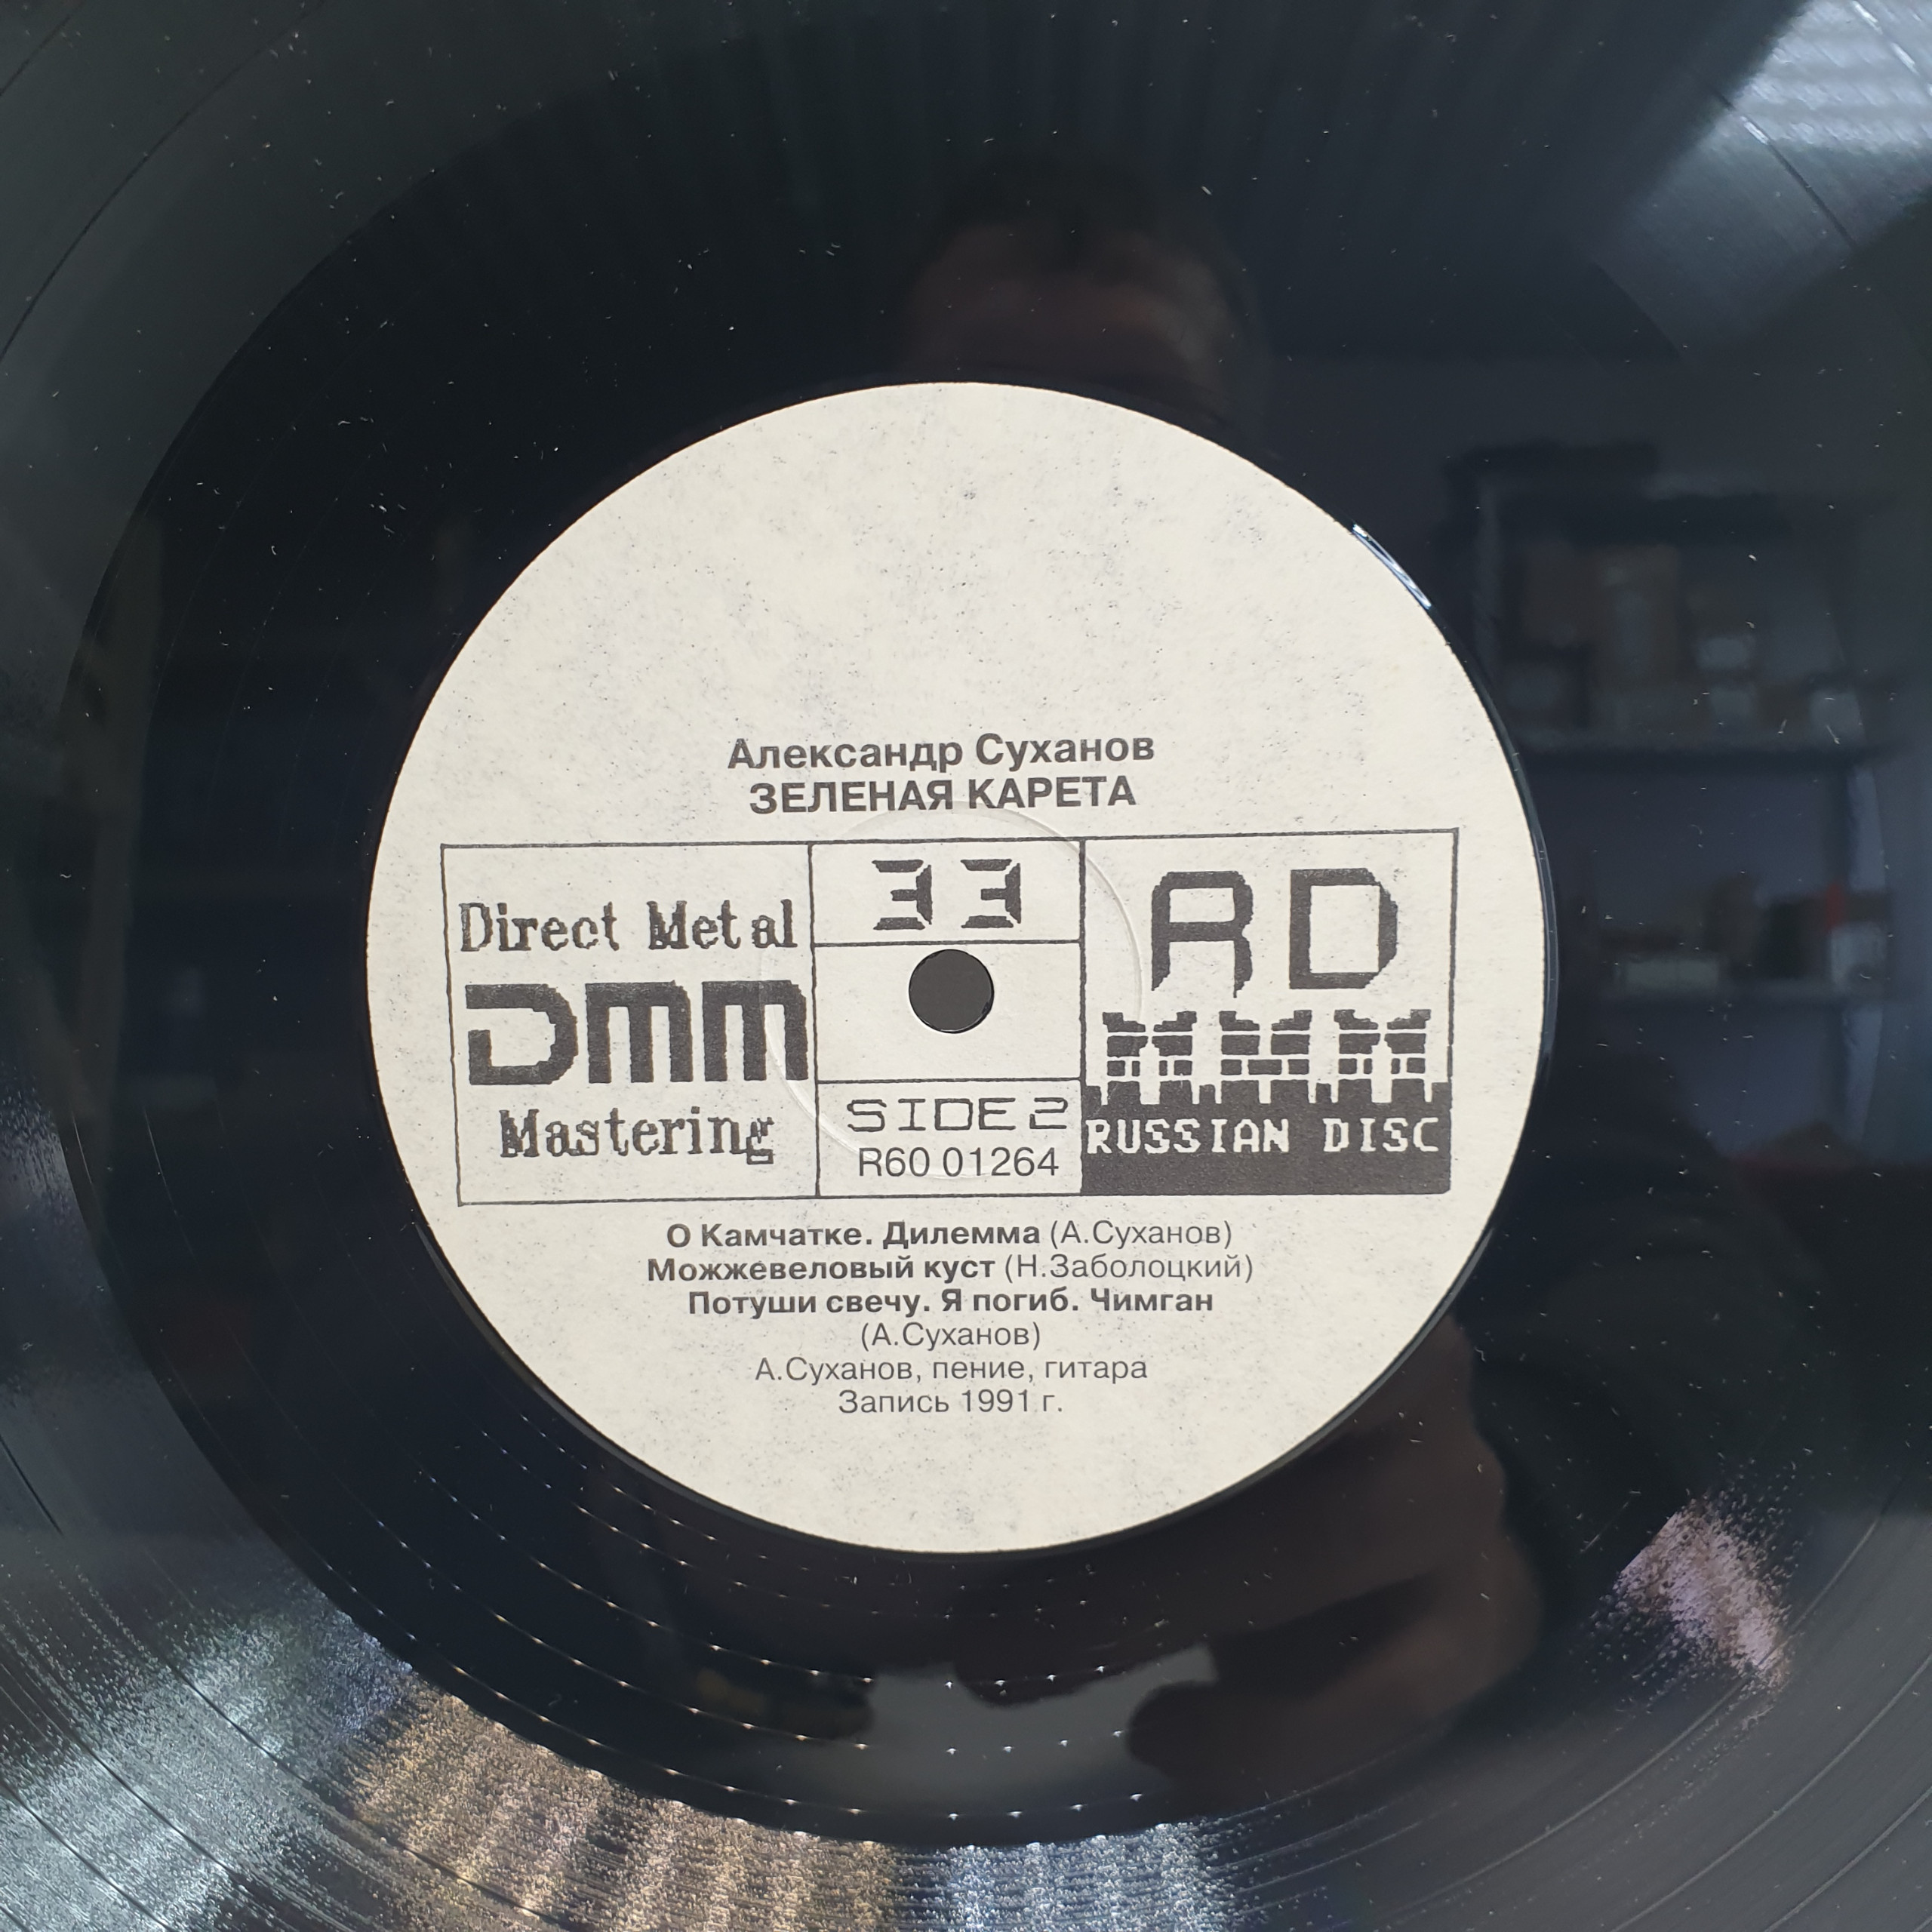 Александр Суханов
ЗЕЛЕНАЯ КАРЕТА
Direct Metal
DMM
Mastering
33
SIDE 2
R60 01264
RD
RUSSIAN DISC
О Камчатке. Дилемма (А.Суханов)
Можжевеловый куст (Н.Заболоцкий)
Потуши свечу. Я погиб. Чимган
(А.Суханов)
А.Суханов, пение, гитара
Запись 1991 г.